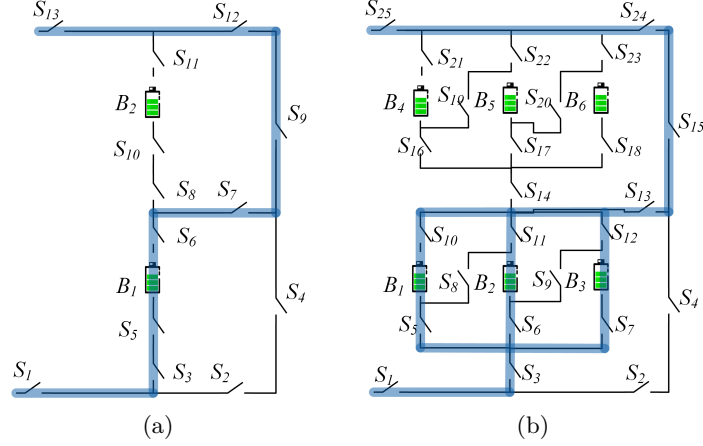 S13 S12
S11
B2
S9
S10
S8 S7
S6
B1
S4
S5
S3 S2
S1
(a)
S25 S24
S21 S22 S23
B4 S19 B5 S20 B6
S15
S16 S17 S18
S14
S13
S10 S11 S12
B1 S8 B2 S9 B3
S4
S5 S6 S7
S3 S2
S1
(b)